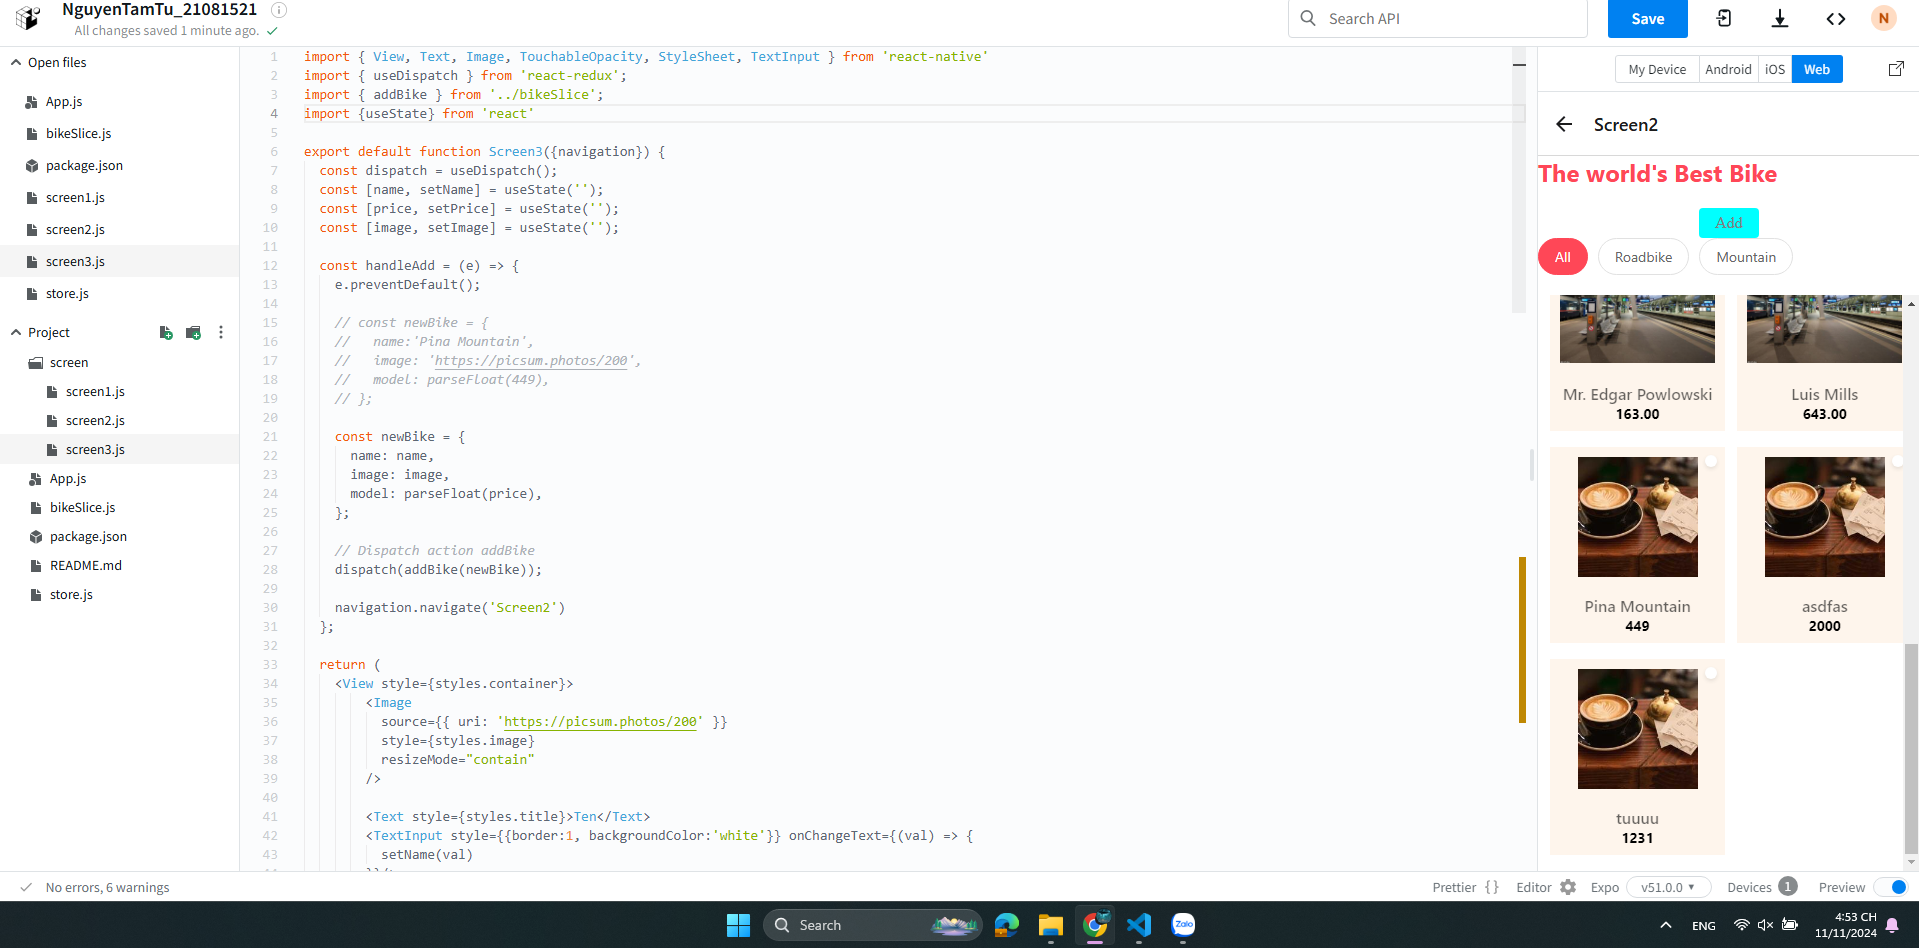 NguyenTamTu_21081521
All changes saved 1 minute ago.
Search API
Save
N
Open files
App.js
bikeSlice.js
package.json
screen1.js
screen2.js
screen3.js
store.js
Project
screen
screen1.js
screen2.js
screen3.js
App.js
bikeSlice.js
package.json
README.md
store.js
1 import { View, Text, Image, TouchableOpacity, StyleSheet, TextInput } from 'react-native'
2 import { useDispatch } from 'react-redux';
3 import { addBike } from '../bikeSlice';
4 import {useState} from 'react'
5
6 export default function Screen3({navigation}) {
7 const dispatch = useDispatch();
8 const [name, setName] = useState('');
9 const [price, setPrice] = useState('');
10 const [image, setImage] = useState('');
11
12 const handleAdd = (e) => {
13 e.preventDefault();
14
15 // const newBike = {
16 //   name:'Pina Mountain',
17 //   image: 'https://picsum.photos/200',
18 //   model: parseFloat(449),
19 // };
20
21 const newBike = {
22 name: name,
23 image: image,
24 model: parseFloat(price),
25 };
26
27 // Dispatch action addBike
28 dispatch(addBike(newBike));
29
30 navigation.navigate('Screen2')
31 };
32
33 return (
34 <View style={styles.container}>
35 <Image
36 source={{ uri: 'https://picsum.photos/200' }}
37 style={styles.image}
38 resizeMode="contain"
39 />
40
41 <Text style={styles.title}>Ten</Text>
42 <TextInput style={{border:1, backgroundColor:'white'}} onChangeText={(val) => {
43 setName(val)
My Device Android iOS Web
Screen2
The world's Best Bike
Add
All Roadbike Mountain
Mr. Edgar Powlowski
163.00
Luis Mills
643.00
Pina Mountain
449
asdfas
2000
tuuuu
1231
No errors, 6 warnings
Prettier {} Editor Expo v51.0.0 Devices 1 Preview
Search
Zalo
ENG
4:53 CH
11/11/2024